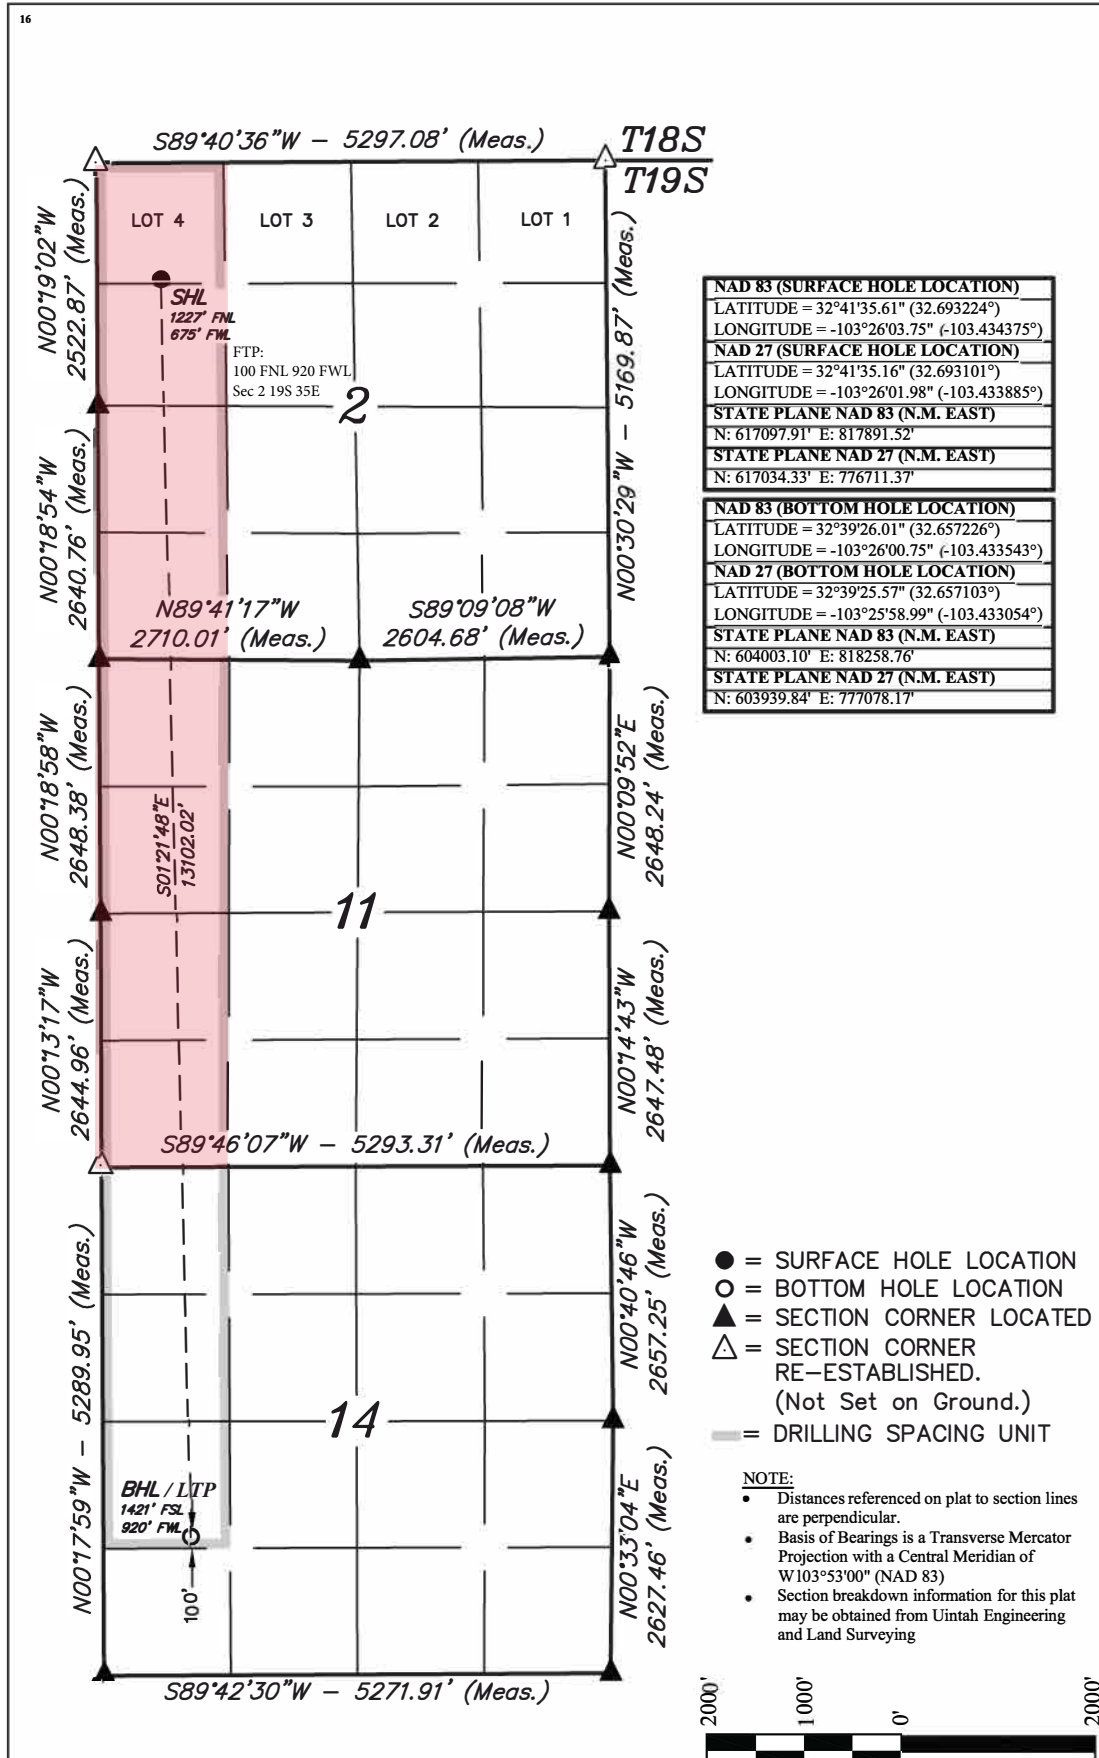 16
S89°40'36"W – 5297.08' (Meas.)
T18S
T19S
N00°19'02"W
2522.87' (Meas.)
LOT 4
LOT 3
LOT 2
LOT 1
SHL
1227' FNL
675' FWL
FTP:
100 FNL 920 FWL
Sec 2 19S 35E
2
N00°30'29"W – 5169.87' (Meas.)
N00°18'54"W
2640.76' (Meas.)
N89°41'17"W
2710.01' (Meas.)
S89°09'08"W
2604.68' (Meas.)
N00°18'58"W
2648.38' (Meas.)
S01°21'48"E
13102.02'
N00°09'52"E
2648.24' (Meas.)
11
N00°13'17"W
2644.96' (Meas.)
N00°14'43"W
2647.48' (Meas.)
S89°46'07"W – 5293.31' (Meas.)
N00°17'59"W – 5289.95' (Meas.)
N00°40'46"W
2657.25' (Meas.)
14
BHL / LTP
1421' FSL
920' FWL
100'
N00°33'04"E
2627.46' (Meas.)
S89°42'30"W – 5271.91' (Meas.)
NAD 83 (SURFACE HOLE LOCATION)
LATITUDE = 32°41'35.61" (32.693224°)
LONGITUDE = -103°26'03.75" (-103.434375°)
NAD 27 (SURFACE HOLE LOCATION)
LATITUDE = 32°41'35.16" (32.693101°)
LONGITUDE = -103°26'01.98" (-103.433885°)
STATE PLANE NAD 83 (N.M. EAST)
N: 617097.91' E: 817891.52'
STATE PLANE NAD 27 (N.M. EAST)
N: 617034.33' E: 776711.37'
NAD 83 (BOTTOM HOLE LOCATION)
LATITUDE = 32°39'26.01" (32.657226°)
LONGITUDE = -103°26'00.75" (-103.433543°)
NAD 27 (BOTTOM HOLE LOCATION)
LATITUDE = 32°39'25.57" (32.657103°)
LONGITUDE = -103°25'58.99" (-103.433054°)
STATE PLANE NAD 83 (N.M. EAST)
N: 604003.10' E: 818258.76'
STATE PLANE NAD 27 (N.M. EAST)
N: 603939.84' E: 777078.17'
= SURFACE HOLE LOCATION
= BOTTOM HOLE LOCATION
= SECTION CORNER LOCATED
= SECTION CORNER
RE-ESTABLISHED.
(Not Set on Ground.)
= DRILLING SPACING UNIT
NOTE:
• Distances referenced on plat to section lines
are perpendicular.
• Basis of Bearings is a Transverse Mercator
Projection with a Central Meridian of
W103°53'00" (NAD 83)
• Section breakdown information for this plat
may be obtained from Uintah Engineering
and Land Surveying
2000'
1000'
0'
2000'